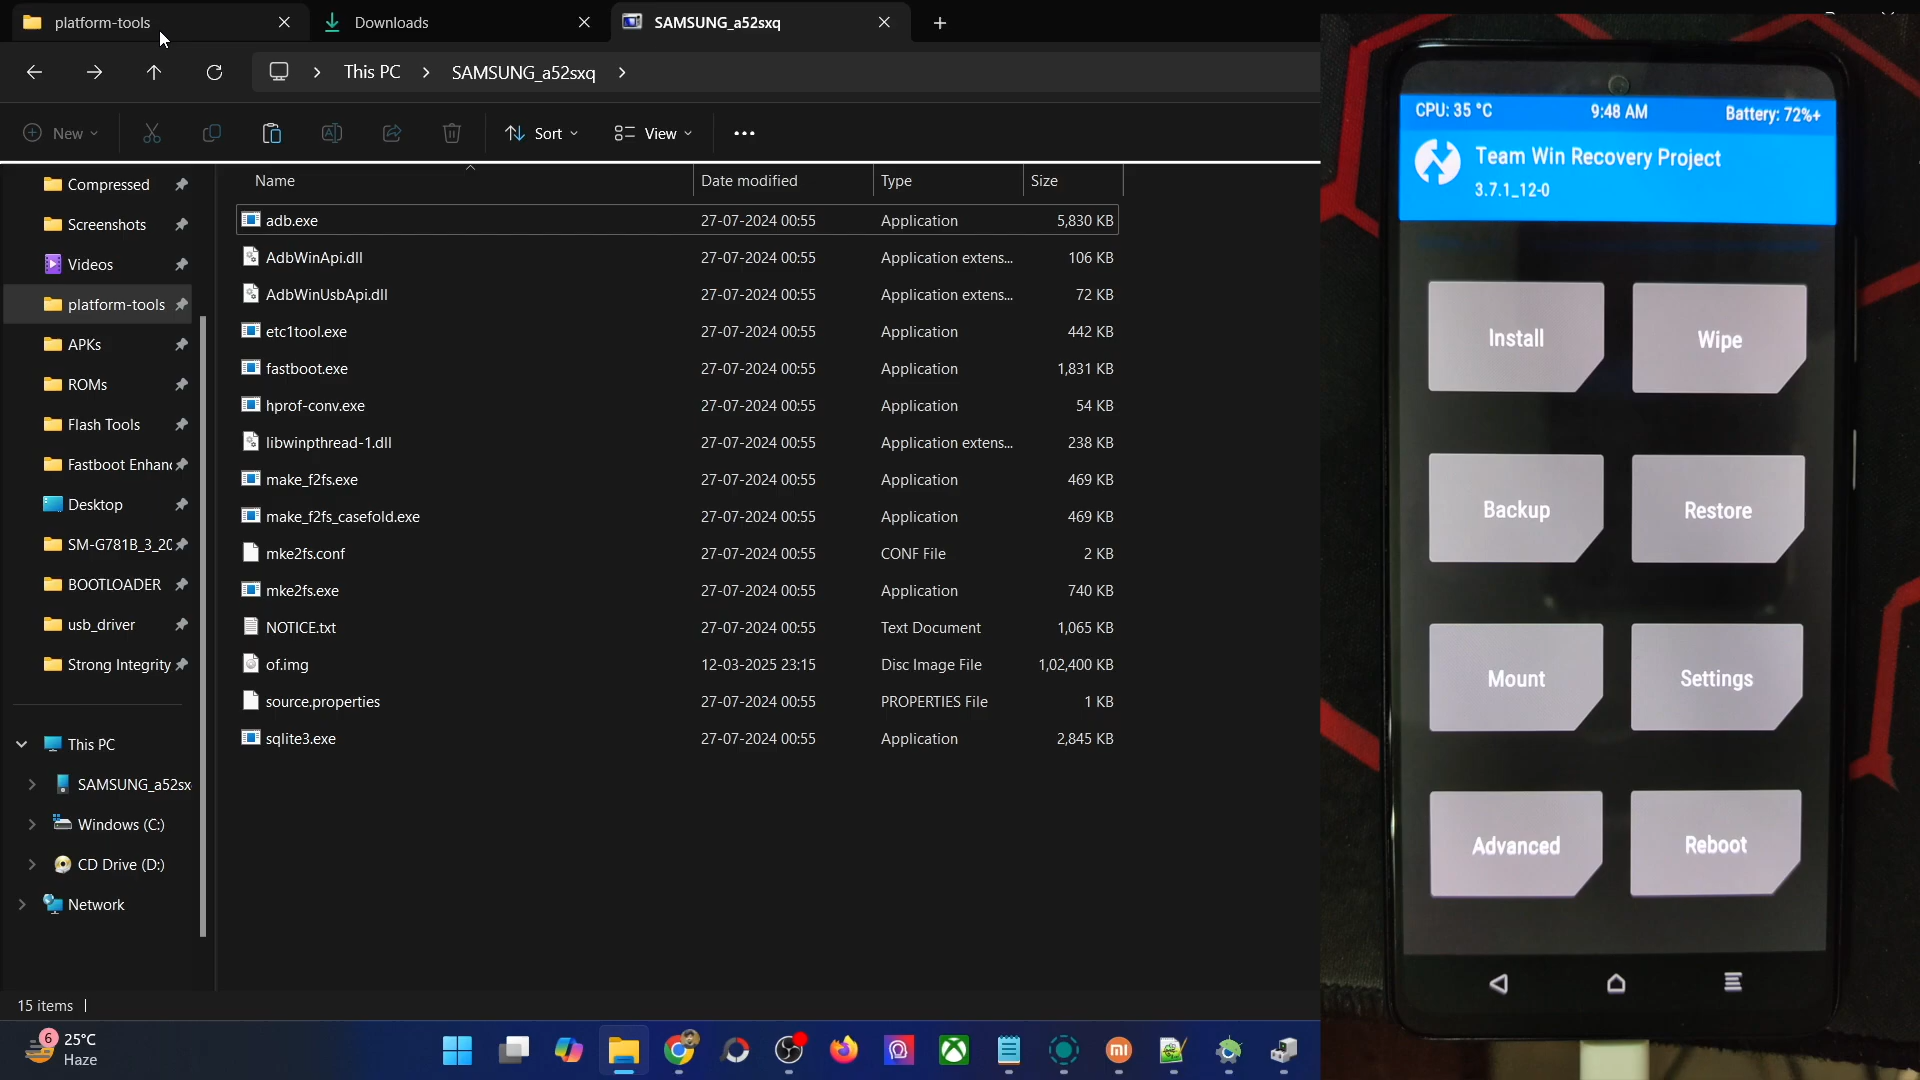 platform-tools
Downloads
SAMSUNG_a52sxq
This PC
SAMSUNG_a52sxq
New
Sort
View
Name
Date modified
Type
Size
adb.exe 27-07-2024 00:55 Application 5,830 KB
AdbWinApi.dll 27-07-2024 00:55 Application extens... 106 KB
AdbWinUsbApi.dll 27-07-2024 00:55 Application extens... 72 KB
etc1tool.exe 27-07-2024 00:55 Application 442 KB
fastboot.exe 27-07-2024 00:55 Application 1,831 KB
hprof-conv.exe 27-07-2024 00:55 Application 54 KB
libwinpthread-1.dll 27-07-2024 00:55 Application extens... 238 KB
make_f2fs.exe 27-07-2024 00:55 Application 469 KB
make_f2fs_casefold.exe 27-07-2024 00:55 Application 469 KB
mke2fs.conf 27-07-2024 00:55 CONF File 2 KB
mke2fs.exe 27-07-2024 00:55 Application 740 KB
NOTICE.txt 27-07-2024 00:55 Text Document 1,065 KB
of.img 12-03-2025 23:15 Disc Image File 1,02,400 KB
source.properties 27-07-2024 00:55 PROPERTIES File 1 KB
sqlite3.exe 27-07-2024 00:55 Application 2,845 KB
Compressed
Screenshots
Videos
platform-tools
APKs
ROMs
Flash Tools
Fastboot Enhanc
Desktop
SM-G781B_3_20
BOOTLOADER
usb_driver
Strong Integrity
This PC
SAMSUNG_a52sx
Windows (C:)
CD Drive (D:)
Network
15 items
6
25°C
Haze
mi
CPU: 35 °C
9:48 AM
Battery: 72%+
Team Win Recovery Project
3.7.1_12-0
Install
Wipe
Backup
Restore
Mount
Settings
Advanced
Reboot